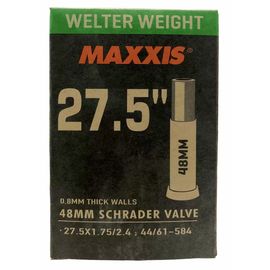 WELTER WEIGHT
MAXXIS
27.5"
48MM
0.8MM THICK WALLS
48MM SCHRADER VALVE
· 27.5X1.75/2.4 , 44/61-584